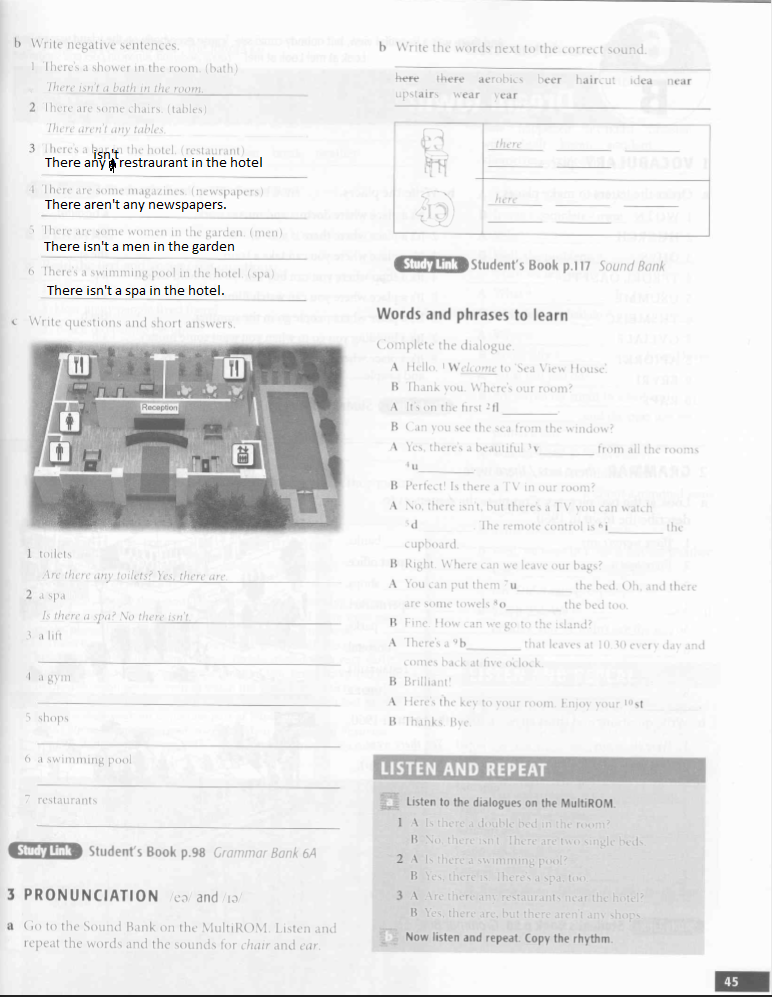 b Write negative sentences.
1 There's a shower in the room. (bath)
There isn't a bath in the room.
2 There are some chairs. (tables)
There aren't any tables.
3 There's a bar in the hotel. (restaurant)
isn't
There any restraurant in the hotel
4 There are some magazines. (newspapers)
There aren't any newspapers.
5 There are some women in the garden. (men)
There isn't a men in the garden
6 There's a swimming pool in the hotel. (spa)
There isn't a spa in the hotel.
c Write questions and short answers.
Reception
1 toilets
Are there any toilets? Yes, there are.
2 a spa
Is there a spa? No there isn't.
3 a lift
4 a gym
5 shops
6 a swimming pool
7 restaurants
Study Link Student's Book p.98 Grammar Bank 6A
3 PRONUNCIATION /eə/ and /ɪə/
a Go to the Sound Bank on the MultiROM. Listen and
repeat the words and the sounds for chair and ear.
b Write the words next to the correct sound.
here there aerobics beer haircut idea near
upstairs wear year
there
here
Study Link Student's Book p.117 Sound Bank
Words and phrases to learn
Complete the dialogue.
A Hello. ¹Welcome to 'Sea View House'.
B Thank you. Where's our room?
A It's on the first ²fl________
B Can you see the sea from the window?
A Yes, there's a beautiful ³v________ from all the rooms
⁴u________.
B Perfect! Is there a TV in our room?
A No, there isn't, but there's a TV you can watch
⁵d________. The remote control is ⁶i________ the
cupboard.
B Right. Where can we leave our bags?
A You can put them ⁷u________ the bed. Oh, and there
are some towels ⁸o________ the bed too.
B Fine. How can we go to the island?
A There's a ⁹b________ that leaves at 10.30 every day and
comes back at five o'clock.
B Brilliant!
A Here's the key to your room. Enjoy your ¹⁰st________
B Thanks. Bye.
LISTEN AND REPEAT
a Listen to the dialogues on the MultiROM.
1 A Is there a double bed in the room?
B No, there isn't. There are two single beds.
2 A Is there a swimming pool?
B Yes, there is. There's a spa, too.
3 A Are there any restaurants near the hotel?
B Yes, there are, but there aren't any shops.
b Now listen and repeat. Copy the rhythm.
45